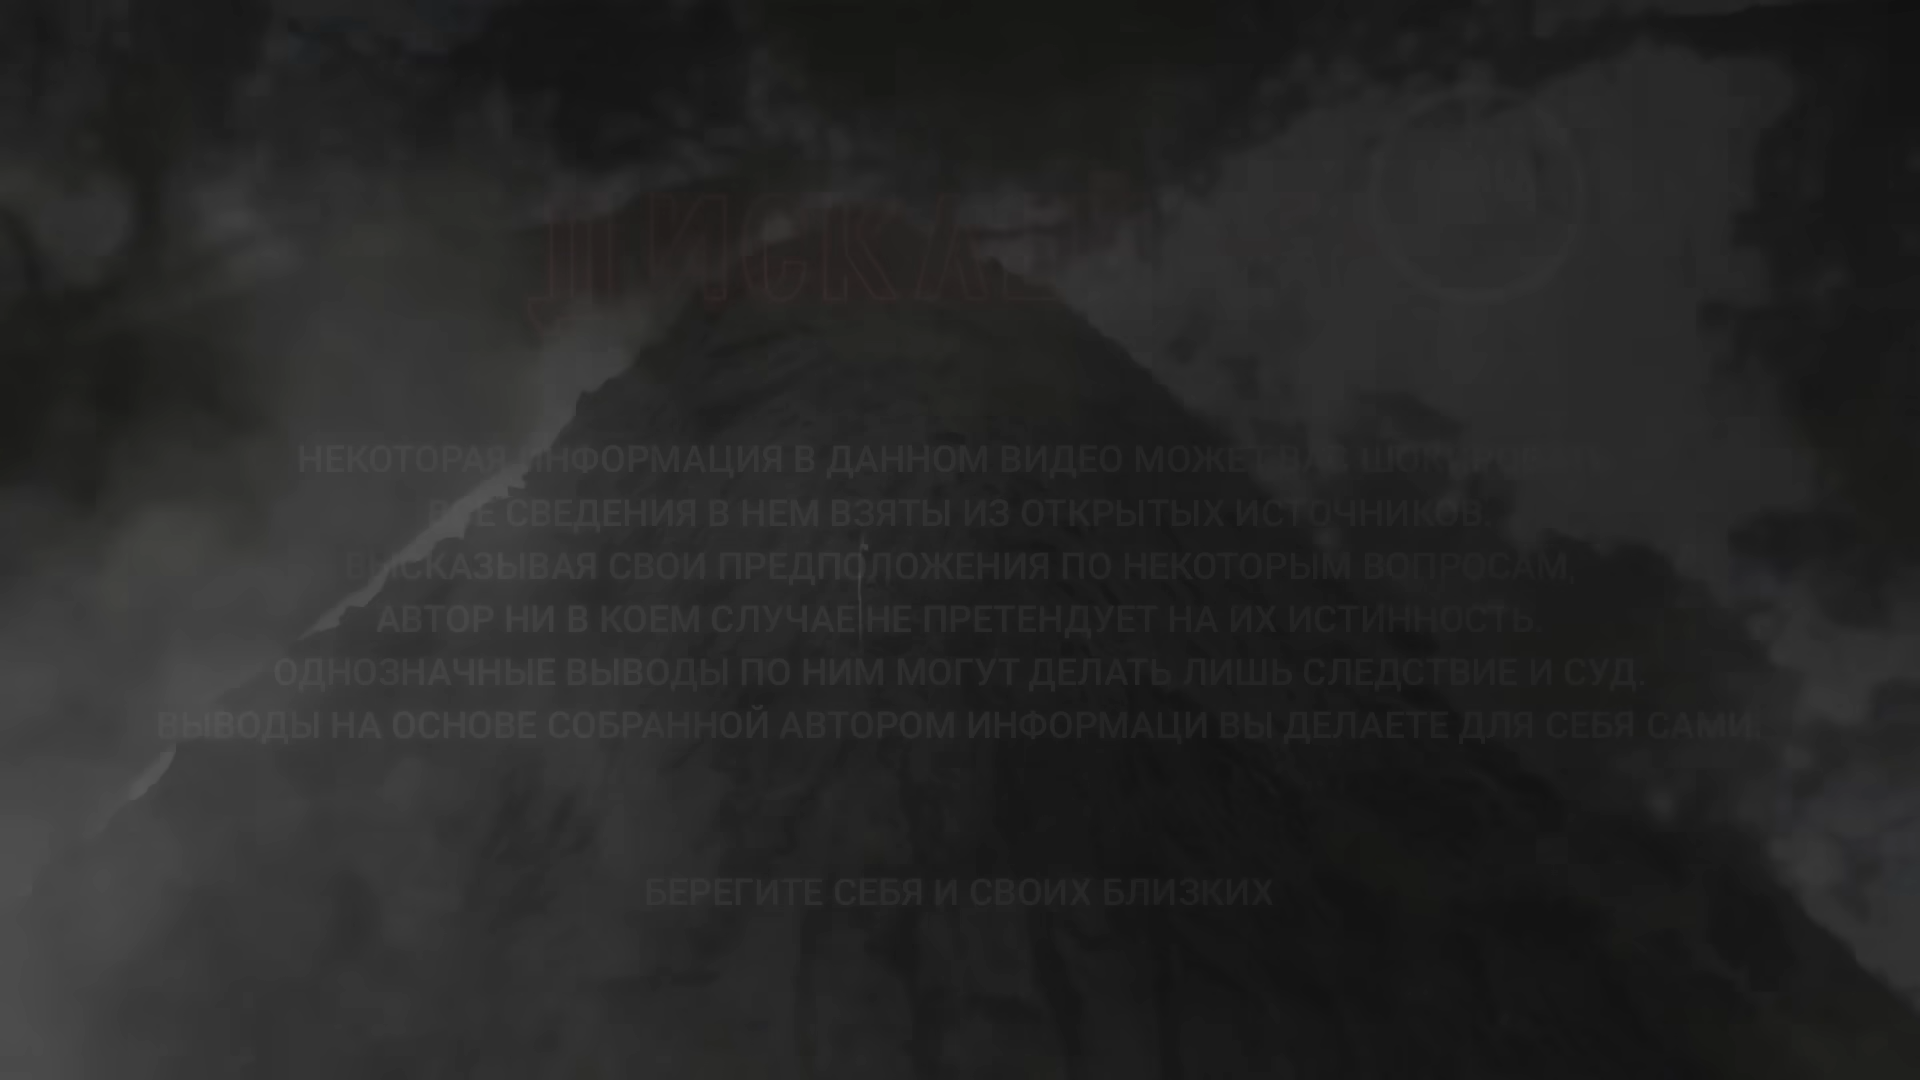 НЕКОТОРАЯ ИНФОРМАЦИЯ В ДАННОМ ВИДЕО МОЖЕТ ВАС ШОКИРОВАТЬ.
ВСЕ СВЕДЕНИЯ В НЕМ ВЗЯТЫ ИЗ ОТКРЫТЫХ ИСТОЧНИКОВ.
ВЫСКАЗЫВАЯ СВОИ ПРЕДПОЛОЖЕНИЯ ПО НЕКОТОРЫМ ВОПРОСАМ,
АВТОР НИ В КОЕМ СЛУЧАЕ НЕ ПРЕТЕНДУЕТ НА ИХ ИСТИННОСТЬ.
ОДНОЗНАЧНЫЕ ВЫВОДЫ ПО НИМ МОГУТ ДЕЛАТЬ ЛИШЬ СЛЕДСТВИЕ И СУД.
ВЫВОДЫ НА ОСНОВЕ СОБРАННОЙ АВТОРОМ ИНФОРМАЦИ ВЫ ДЕЛАЕТЕ ДЛЯ СЕБЯ САМИ.
БЕРЕГИТЕ СЕБЯ И СВОИХ БЛИЗКИХ